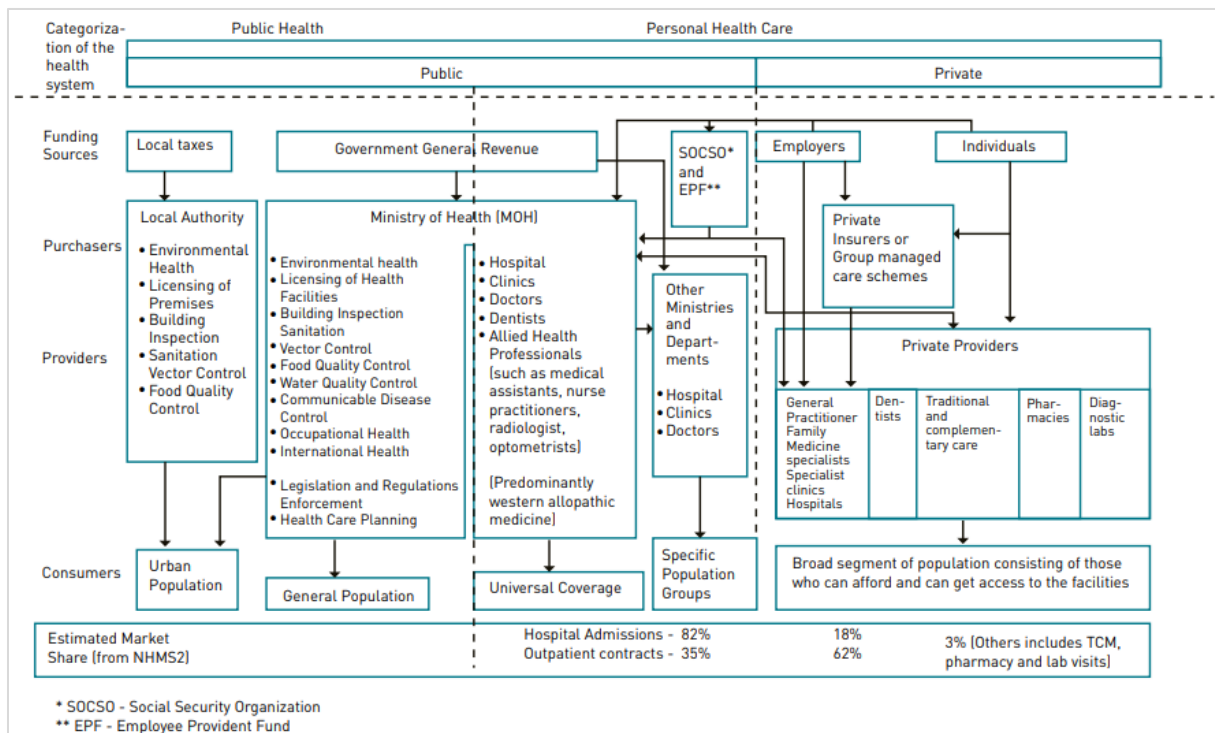 Categoriza-
tion of the
health
system
Public Health
Personal Health Care
Public
Private
Funding
Sources
Local taxes
Government General Revenue
SOCSO*
and
EPF**
Employers
Individuals
Purchasers
Providers
Local Authority
• Environmental
Health
• Licensing of
Premises
• Building
Inspection
• Sanitation
Vector Control
• Food Quality
Control
Ministry of Health (MOH)
• Environmental health
• Licensing of Health
Facilities
• Building Inspection
Sanitation
• Vector Control
• Food Quality Control
• Water Quality Control
• Communicable Disease
Control
• Occupational Health
• International Health
• Legislation and Regulations
Enforcement
• Health Care Planning
• Hospital
• Clinics
• Doctors
• Dentists
• Allied Health
Professionals
(such as medical
assistants, nurse
practitioners,
radiologist,
optometrists)
(Predominantly
western allopathic
medicine)
Other
Ministries
and
Depart-
ments
• Hospital
• Clinics
• Doctors
Private
Insurers or
Group managed
care schemes
Private Providers
General
Practitioner
Family
Medicine
specialists
Specialist
clinics
Hospitals
Den-
tists
Traditional and
complemen-
tary care
Phar-
macies
Diag-
nostic
labs
Consumers
Urban
Population
General Population
Universal Coverage
Specific
Population
Groups
Broad segment of population consisting of those
who can afford and can get access to the facilities
Estimated Market
Share (from NHMS2)
Hospital Admissions - 82%
Outpatient contracts - 35%
18%
62%
3% (Others includes TCM,
pharmacy and lab visits)
* SOCSO - Social Security Organization
** EPF - Employee Provident Fund